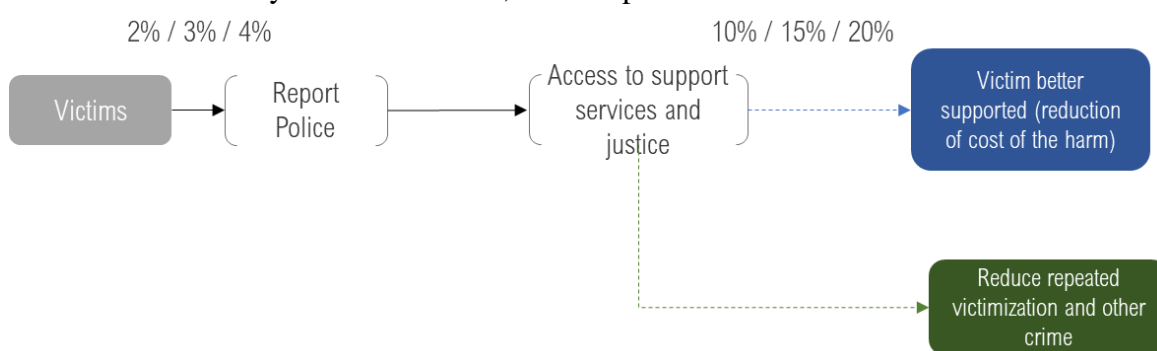 2% / 3% / 4%
10% / 15% / 20%
Victims
Report
Police
Access to support
services and
justice
Victim better
supported (reduction
of cost of the harm)
Reduce repeated
victimization and other
crime